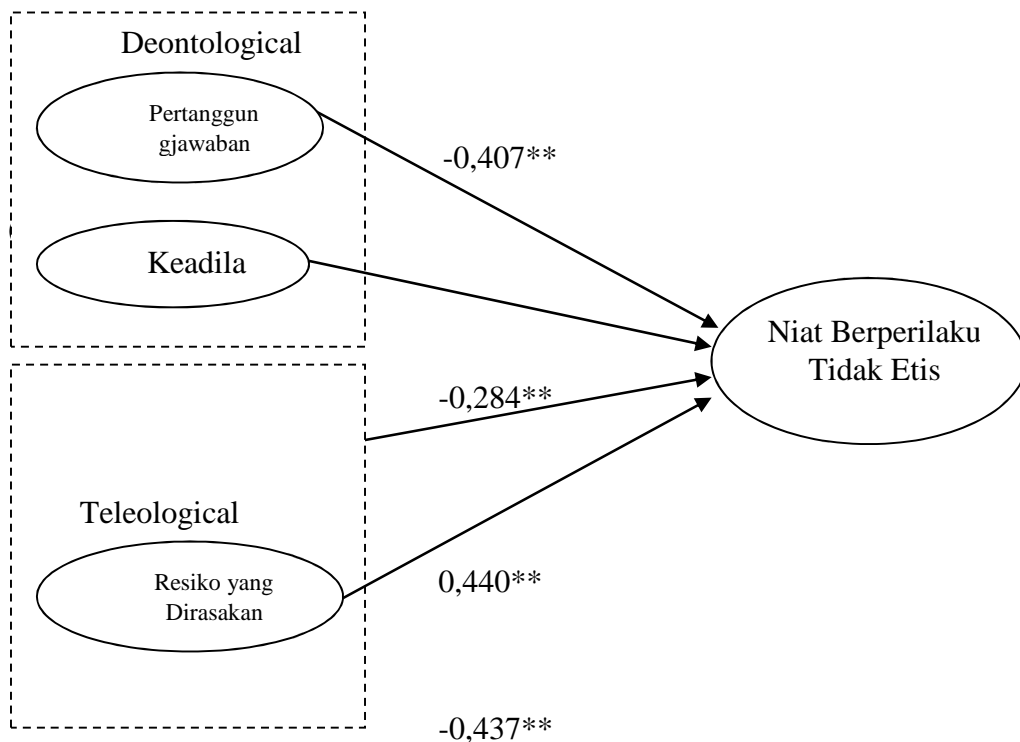 Deontological
Pertanggun
gjawaban
-0,407**
Keadila
Niat Berperilaku
Tidak Etis
-0,284**
Teleological
Resiko yang
Dirasakan
0,440**
-0,437**